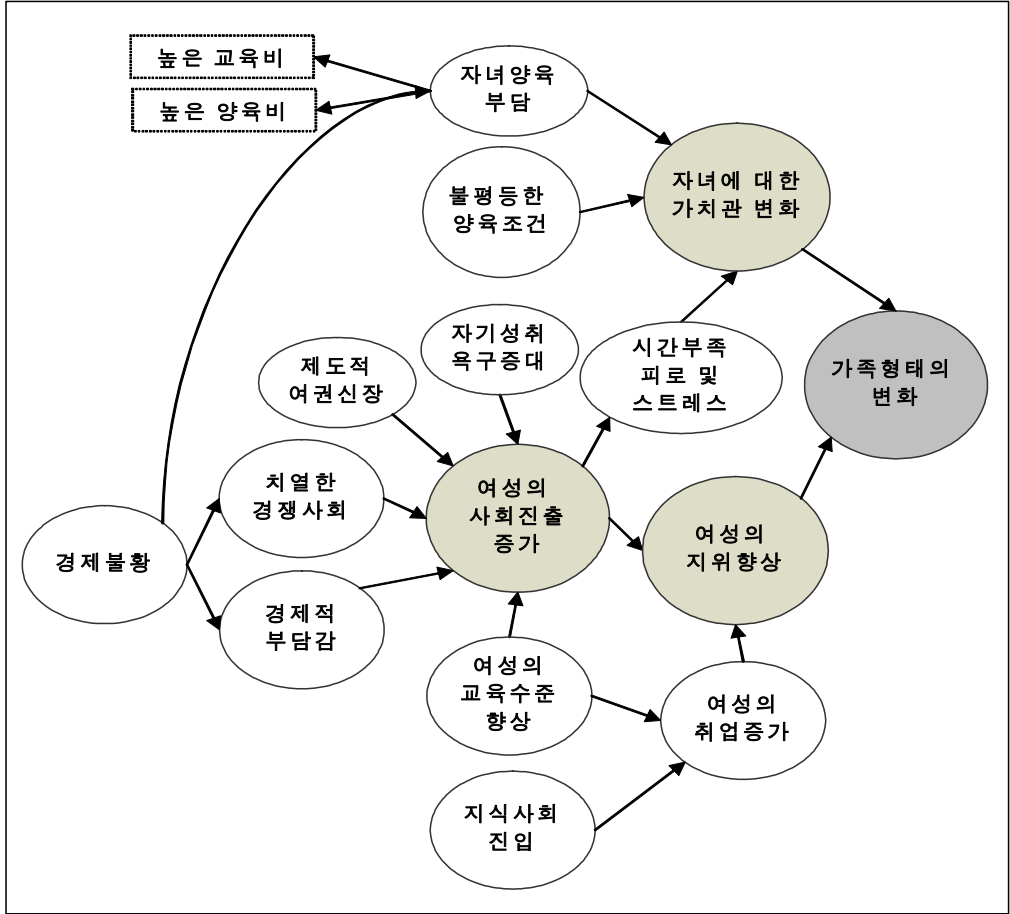 높은 교육비
높은 양육비
자녀양육
부담
불평등한
양육조건
자녀에 대한
가치관 변화
자기성취
욕구증대
제도적
여권신장
시간부족
피로 및
스트레스
가족형태의
변화
치열한
경쟁사회
여성의
사회진출
증가
여성의
지위향상
경제불황
경제적
부담감
여성의
교육수준
향상
여성의
취업증가
지식사회
진입